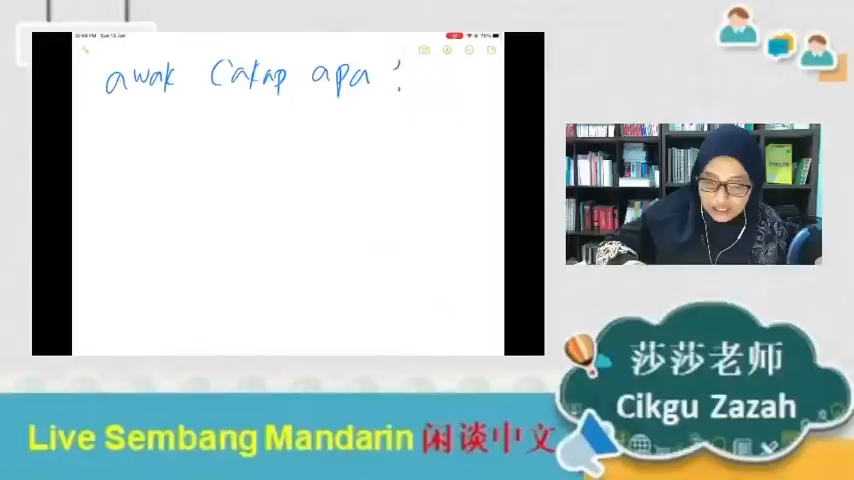 awak cakap apa?
莎莎老师
Cikgu Zazah
Live Sembang Mandarin 闲谈中文